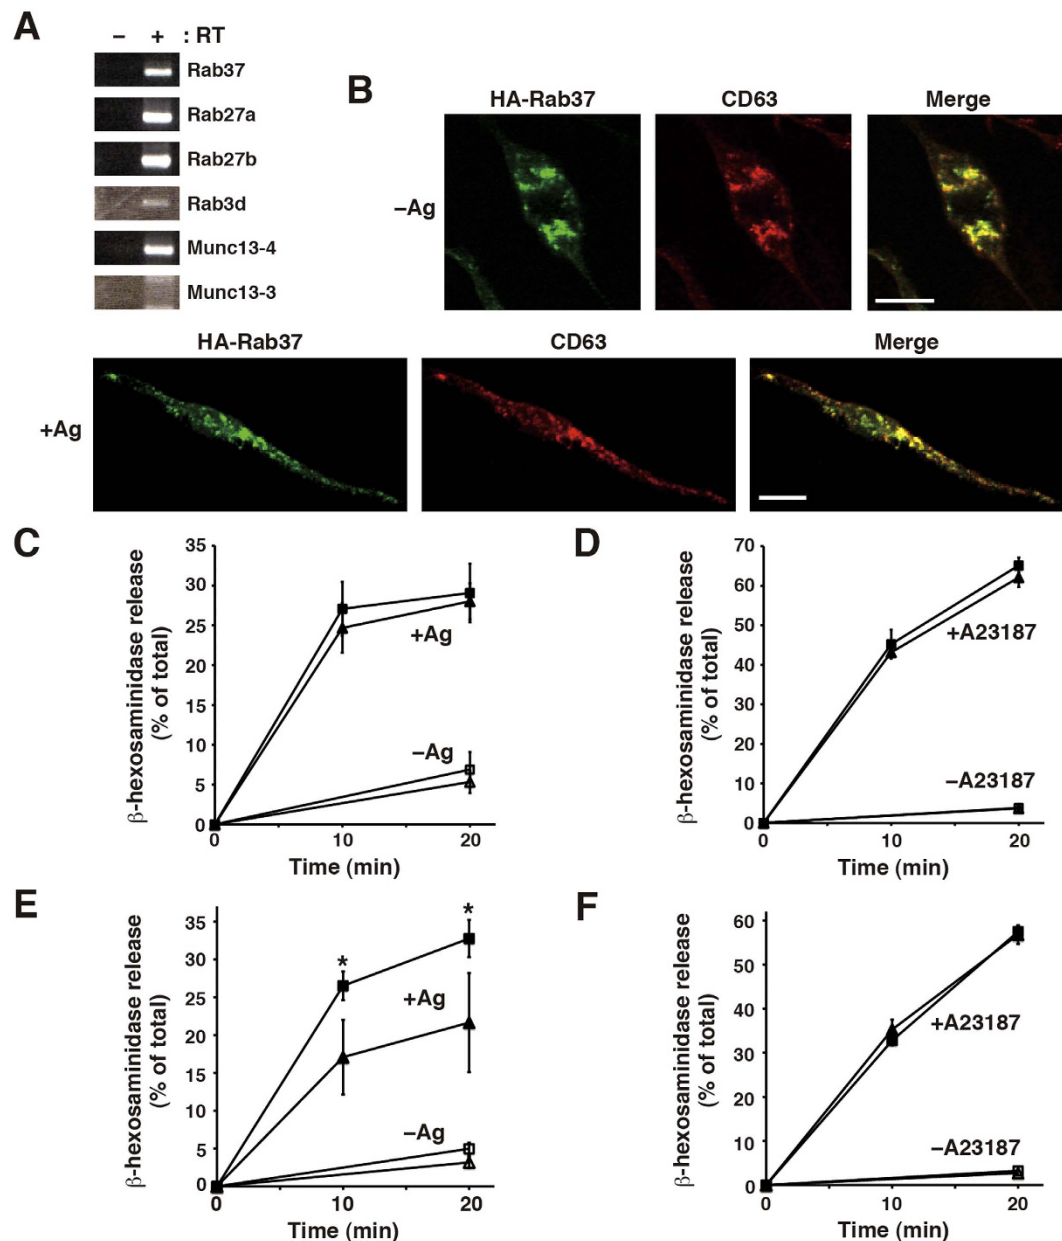 A
– + : RT
Rab37
Rab27a
Rab27b
Rab3d
Munc13-4
Munc13-3
B
HA-Rab37 CD63 Merge
–Ag
HA-Rab37 CD63 Merge
+Ag
C
β-hexosaminidase release
(% of total)
35
30
25
20
15
10
5
0
+Ag
–Ag
0 10 20
Time (min)
D
β-hexosaminidase release
(% of total)
70
60
50
40
30
20
10
0
+A23187
–A23187
0 10 20
Time (min)
E
β-hexosaminidase release
(% of total)
35
30
25
20
15
10
5
0
* *
+Ag
–Ag
0 10 20
Time (min)
F
β-hexosaminidase release
(% of total)
60
50
40
30
20
10
0
+A23187
–A23187
0 10 20
Time (min)